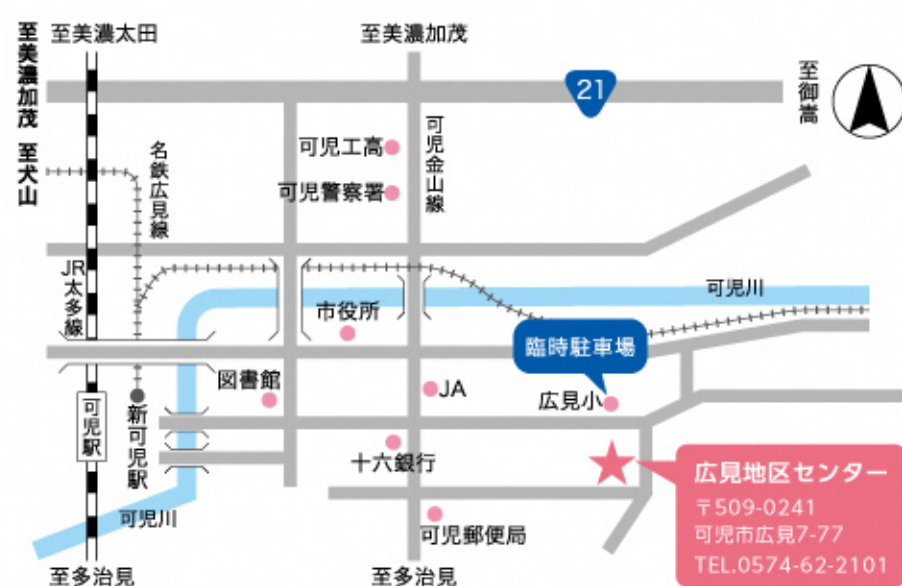 至美濃加茂 至犬山
至美濃太田
至美濃加茂
21
至御嵩
名鉄広見線
可児工高
可児金山線
可児警察署
JR太多線
可児川
市役所
臨時駐車場
図書館
JA
広見小
可児駅
新可児駅
十六銀行
広見地区センター
〒509-0241
可児市広見7-77
TEL.0574-62-2101
可児川
可児郵便局
至多治見
至多治見